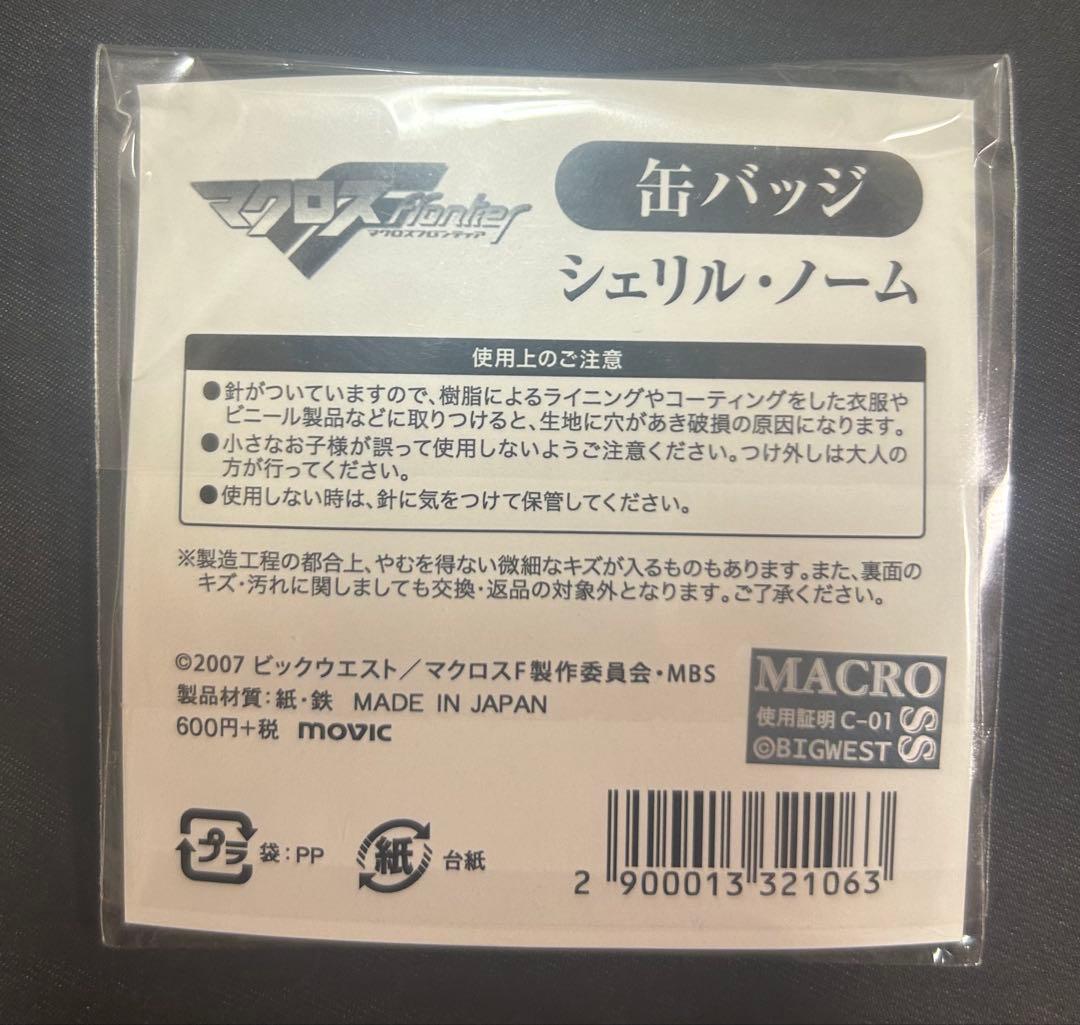 マクロスFrontier
マクロスフロンティア
缶バッジ
シェリル・ノーム
使用上のご注意
●針がついていますので、樹脂によるライニングやコーティングをした衣服や
ビニール製品などに取りつけると、生地に穴があき破損の原因になります。
●小さなお子様が誤って使用しないようご注意ください。つけ外しは大人の
方が行ってください。
●使用しない時は、針に気をつけて保管してください。
※製造工程の都合上、やむを得ない微細なキズが入るものもあります。また、裏面の
キズ・汚れに関しましても交換・返品の対象外となります。ご了承ください。
©2007 ビックウエスト／マクロスF製作委員会・MBS
製品材質：紙・鉄 MADE IN JAPAN
600円+税 movic
MACROSS
使用証明 C-01
©BIGWEST
プラ 袋：PP
紙 台紙
2 900013 321063